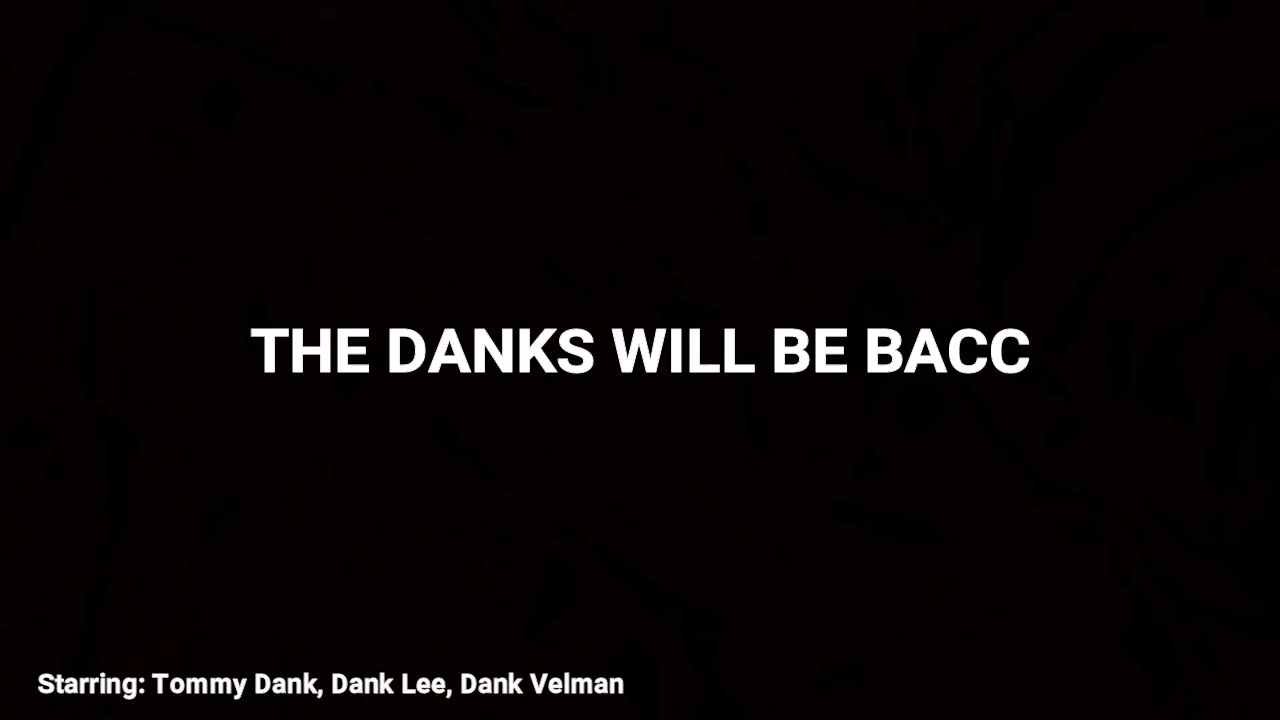 THE DANKS WILL BE BACC
Starring: Tommy Dank, Dank Lee, Dank Velman